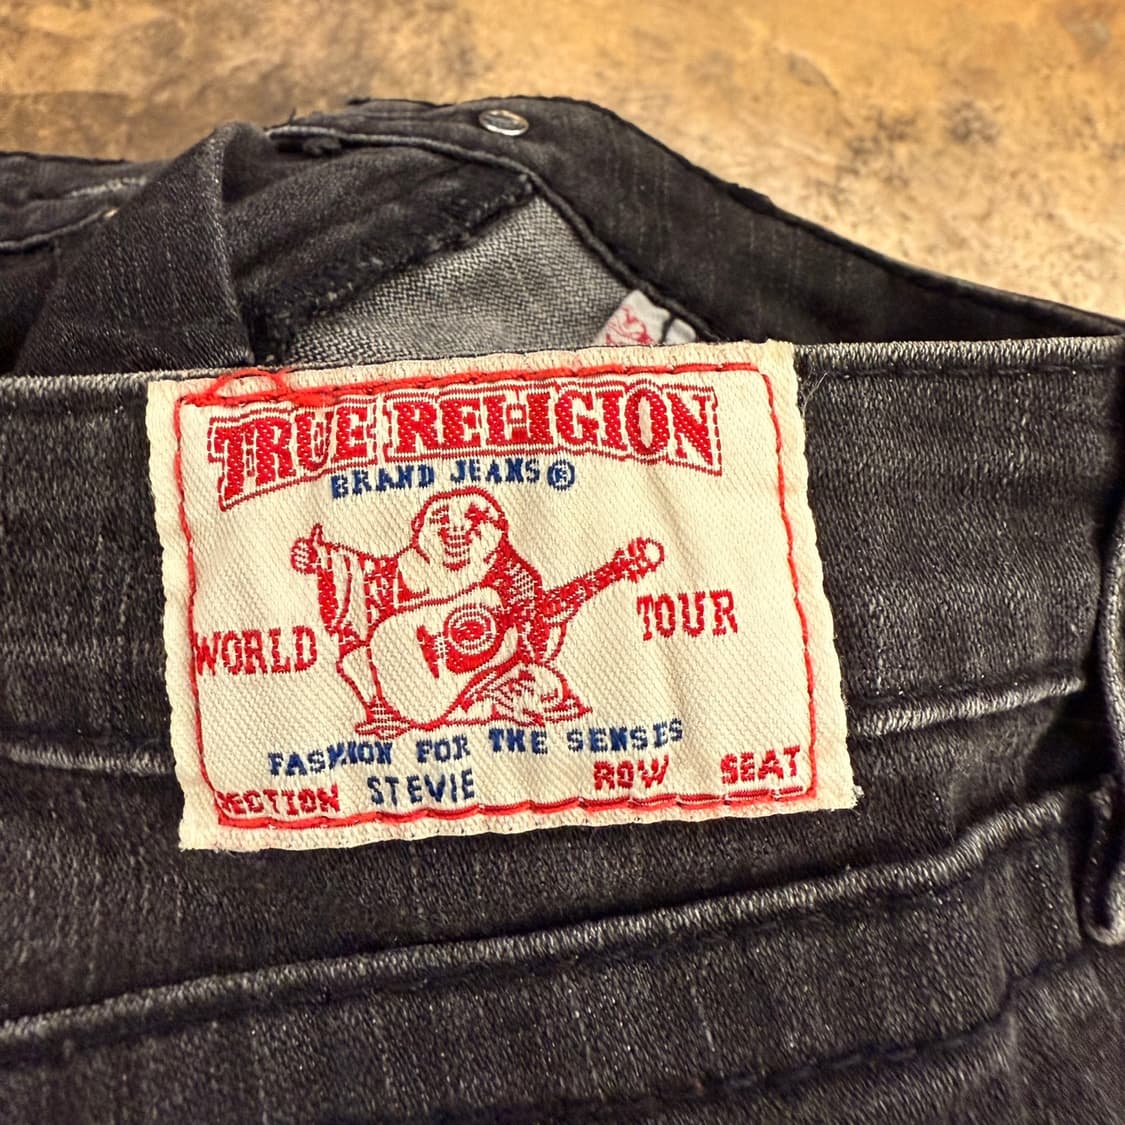 TRUE RELIGION
BRAND JEANS®
WORLD TOUR
FASHION FOR THE SENSES
SECTION STEVIE ROW SEAT